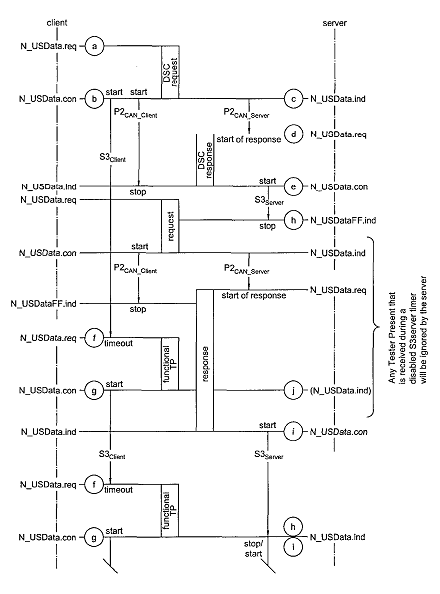 client
server
N_USData.req
a
DSC
request
N_USData.con
b
start
start
c
N_USData.ind
P2CAN_Client
P2CAN_Server
d
N_USData.req
start of response
S3Client
DSC
response
N_USData.ind
start
e
N_USData.con
stop
N_USData.req
S3Server
request
stop
h
N_USDataFF.ind
N_USData.con
start
N_USData.ind
P2CAN_Client
P2CAN_Server
N_USData.req
start of response
N_USDataFF.ind
stop
response
Any Tester Present that
is received during a
disabled S3server timer
will be ignored by the server
N_USData.req
f
timeout
functional
TP
N_USData.con
g
start
j
(N_USData.ind)
N_USData.ind
start
i
N_USData.con
S3Client
S3Server
N_USData.req
f
timeout
functional
TP
h
N_USData.con
g
start
N_USData.ind
stop/
start
i